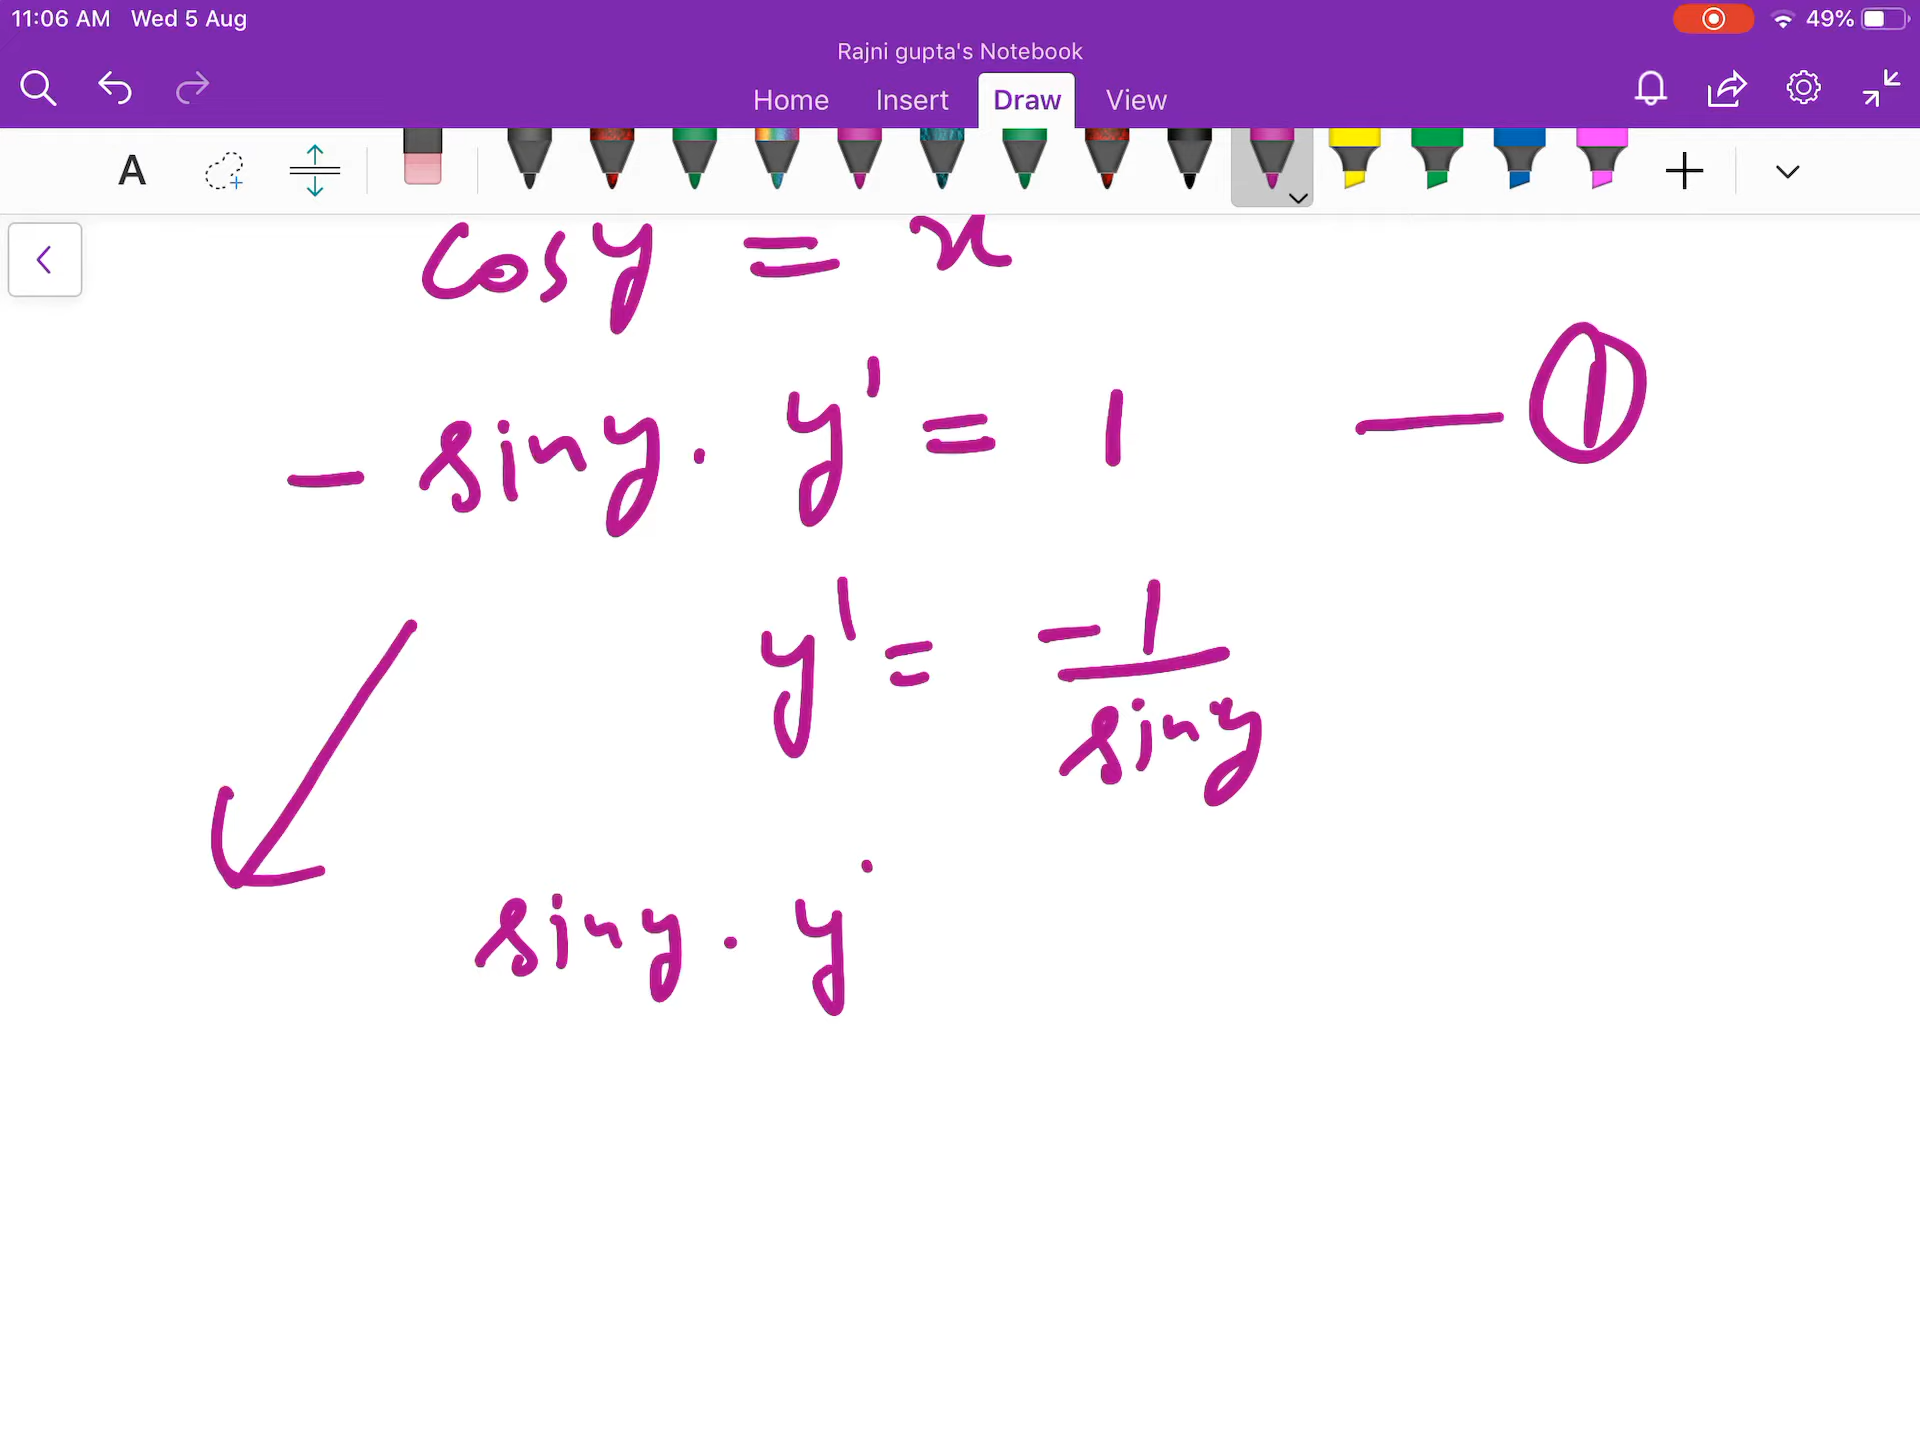 11:06 AM Wed 5 Aug
49%
Rajni gupta's Notebook
Home Insert Draw View
A
cos y = x
- sin y . y' = 1 — ①
y' = -1/sin y
sin y . y'